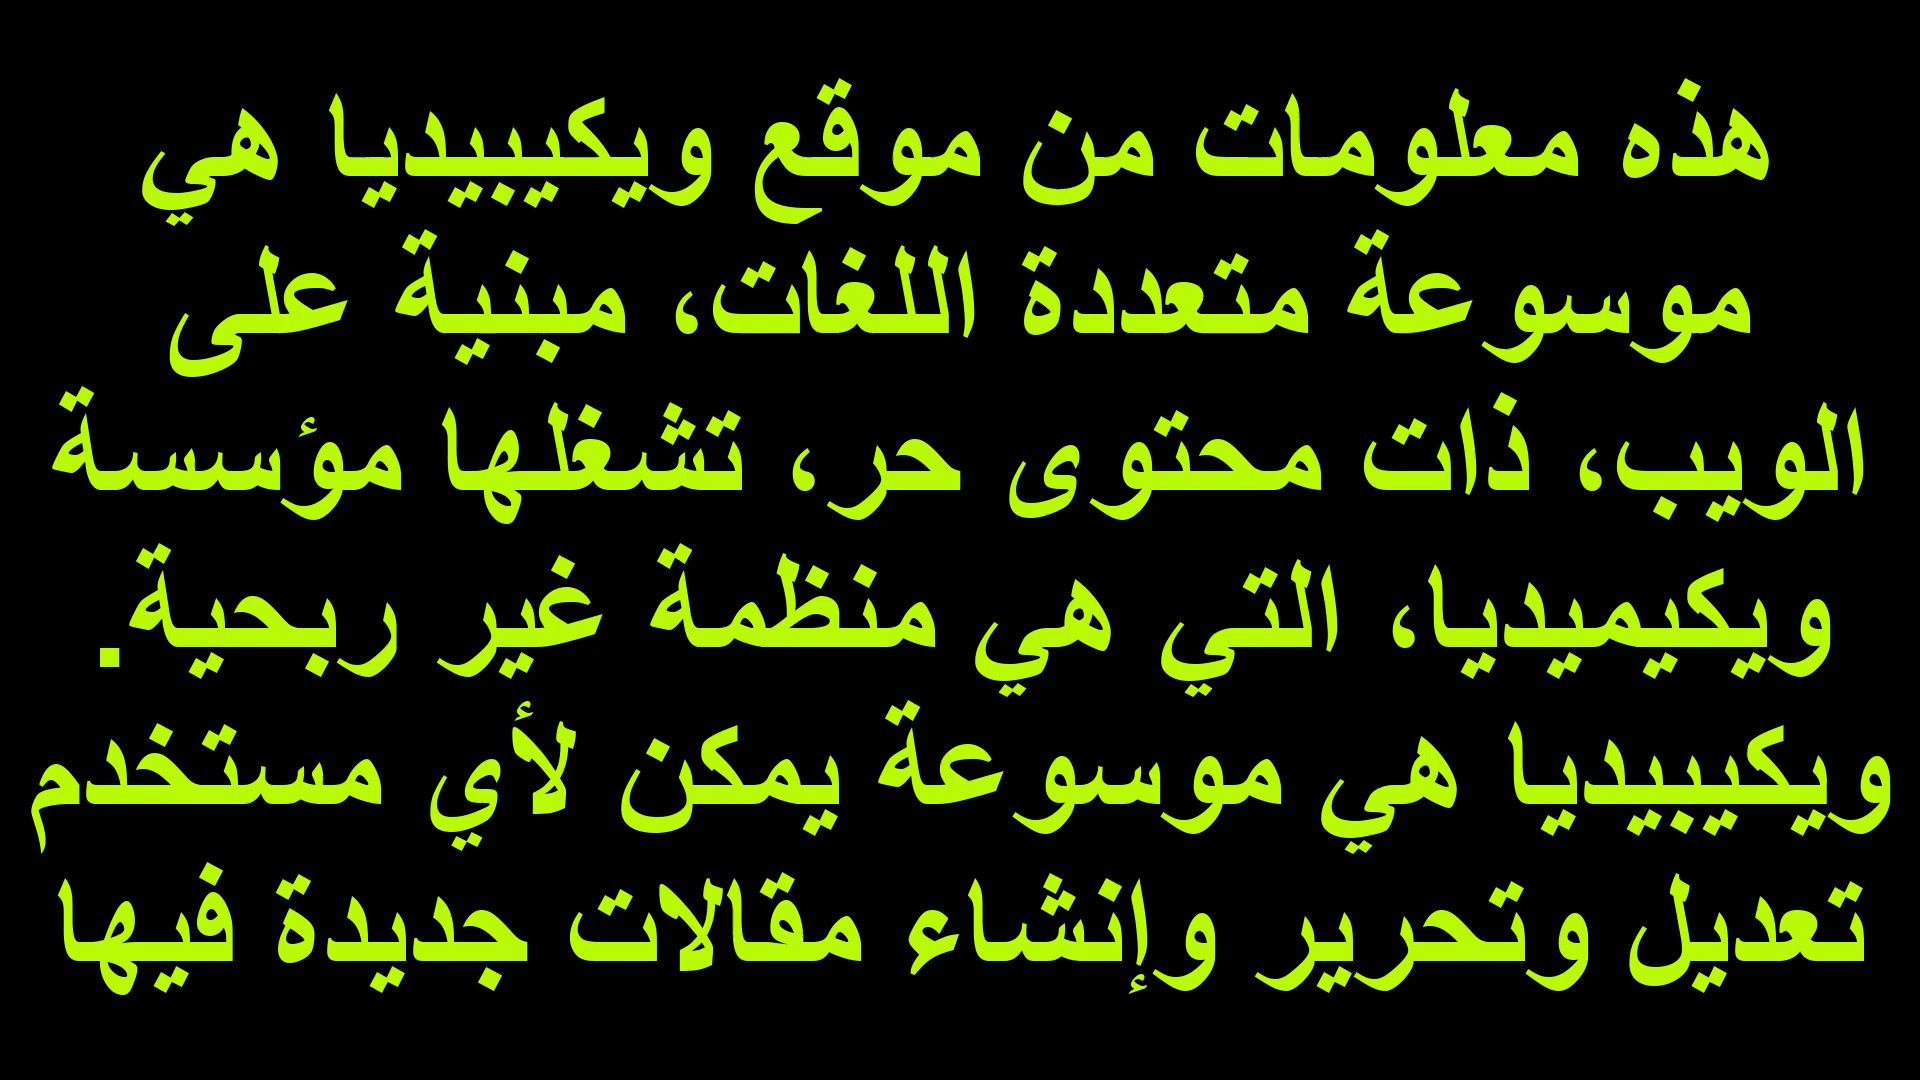 هذه معلومات من موقع ويكيبيديا هي
موسوعة متعددة اللغات، مبنية على
الويب، ذات محتوى حر، تشغلها مؤسسة
ويكيميديا، التي هي منظمة غير ربحية.
ويكيبيديا هي موسوعة يمكن لأي مستخدم
تعديل وتحرير وإنشاء مقالات جديدة فيها